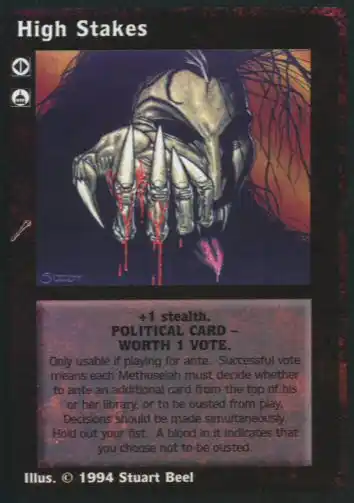 High Stakes
+1 stealth.
POLITICAL CARD –
WORTH 1 VOTE.
Only usable if playing for ante. Successful vote
means each Methuselah must decide whether
to ante an additional card from the top of his
or her library, or to be ousted from play.
Decisions should be made simultaneously.
Hold out your fist. A blood in it indicates that
you choose not to be ousted.
Illus. © 1994 Stuart Beel